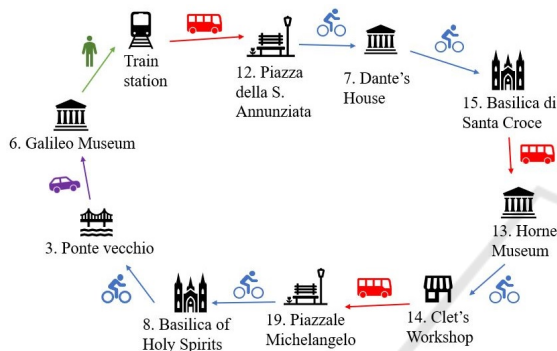 Train
station
12. Piazza
della S.
Annunziata
7. Dante's
House
15. Basilica di
Santa Croce
13. Horne
Museum
14. Clet's
Workshop
19. Piazzale
Michelangelo
8. Basilica of
Holy Spirits
3. Ponte vecchio
6. Galileo Museum